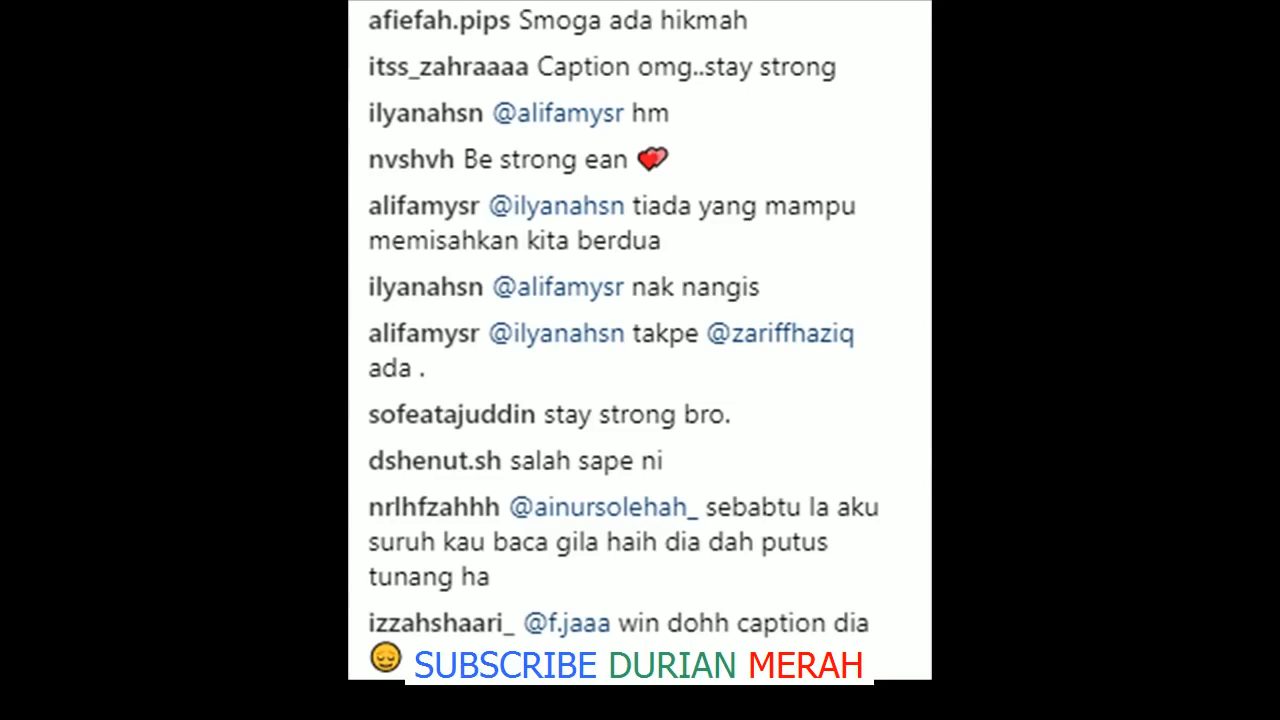 afiefah.pips Smoga ada hikmah
itss_zahraaaa Caption omg..stay strong
ilyanahsn @alifamysr hm
nvshvh Be strong ean 💕
alifamysr @ilyanahsn tiada yang mampu
memisahkan kita berdua
ilyanahsn @alifamysr nak nangis
alifamysr @ilyanahsn takpe @zariffhaziq
ada .
sofeatajuddin stay strong bro.
dshenut.sh salah sape ni
nrlhfzahhh @ainursolehah_ sebabtu la aku
suruh kau baca gila haih dia dah putus
tunang ha
izzahshaari_ @f.jaaa win dohh caption dia
😌 SUBSCRIBE DURIAN MERAH